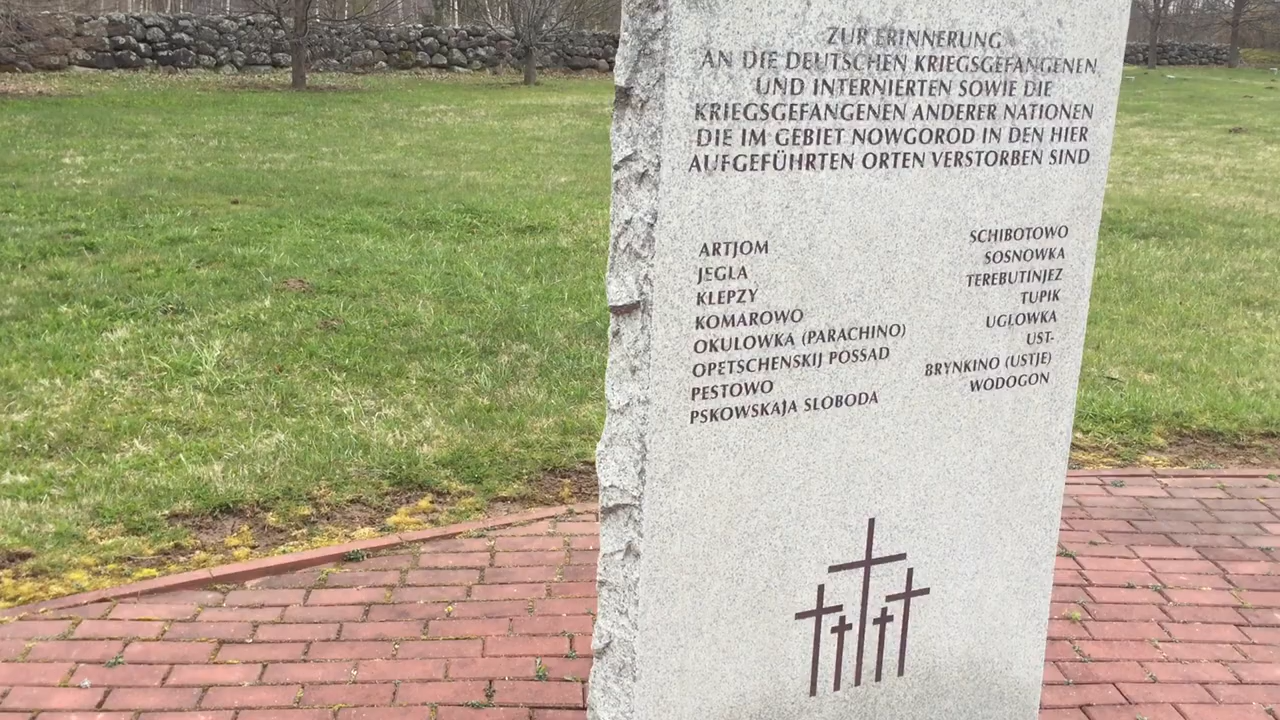 ZUR ERINNERUNG
AN DIE DEUTSCHEN KRIEGSGEFANGENEN
UND INTERNIERTEN SOWIE DIE
KRIEGSGEFANGENEN ANDERER NATIONEN
DIE IM GEBIET NOWGOROD IN DEN HIER
AUFGEFÜHRTEN ORTEN VERSTORBEN SIND
ARTJOM
JEGLA
KLEPZY
KOMAROWO
OKULOWKA (PARACHINO)
OPETSCHENSKIJ POSSAD
PESTOWO
PSKOWSKAJA SLOBODA
SCHIBOTOWO
SOSNOWKA
TEREBUTINJEZ
TUPIK
UGLOWKA
UST-
BRYNKINO (USTJE)
WODOGON